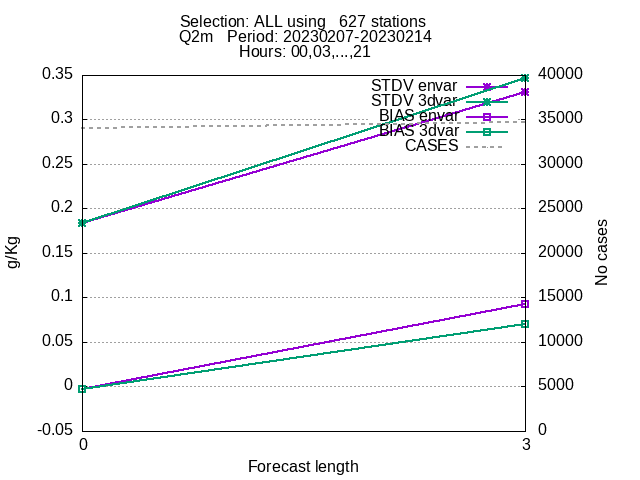 Selection: ALL using   627 stations
Q2m   Period: 20230207-20230214
Hours: 00,03,...,21
0.35
0.3
0.25
0.2
0.15
0.1
0.05
0
-0.05
40000
35000
30000
25000
20000
15000
10000
5000
0
STDV envar
STDV 3dvar
BIAS envar
BIAS 3dvar
CASES
g/Kg
No cases
0
3
Forecast length